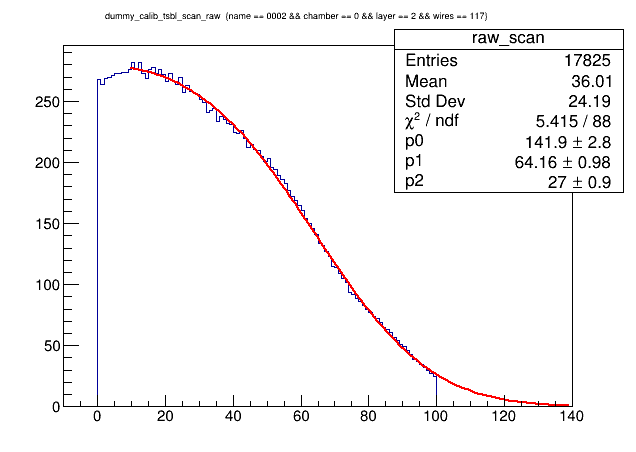 dummy_calib_tsbl_scan_raw (name == 0002 && chamber == 0 && layer == 2 && wires == 117)
raw_scan
Entries 17825
Mean 36.01
Std Dev 24.19
χ² / ndf 5.415 / 88
p0 141.9 ± 2.8
p1 64.16 ± 0.98
p2 27 ± 0.9
250
200
150
100
50
0
0 20 40 60 80 100 120 140